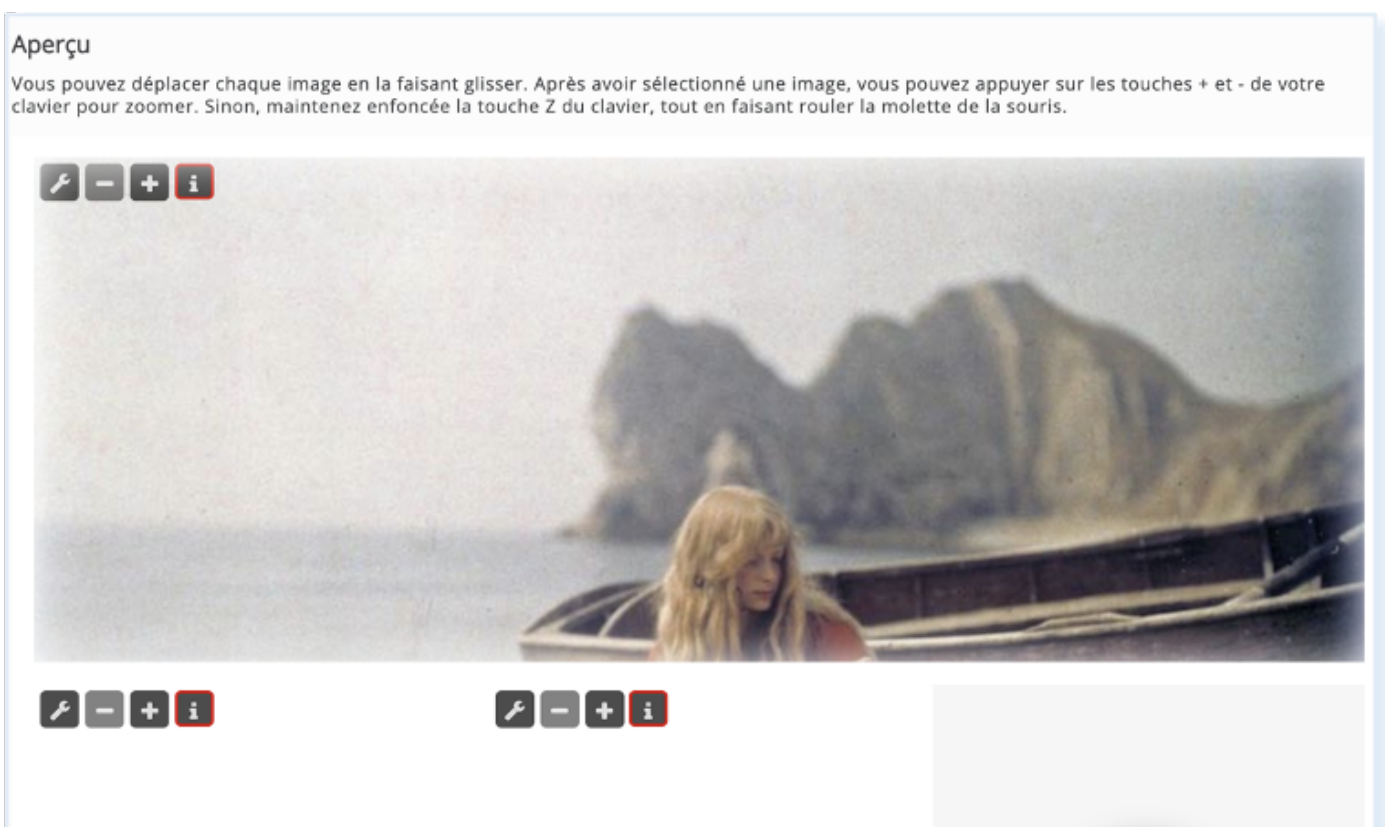 Aperçu
Vous pouvez déplacer chaque image en la faisant glisser. Après avoir sélectionné une image, vous pouvez appuyer sur les touches + et - de votre
clavier pour zoomer. Sinon, maintenez enfoncée la touche Z du clavier, tout en faisant rouler la molette de la souris.